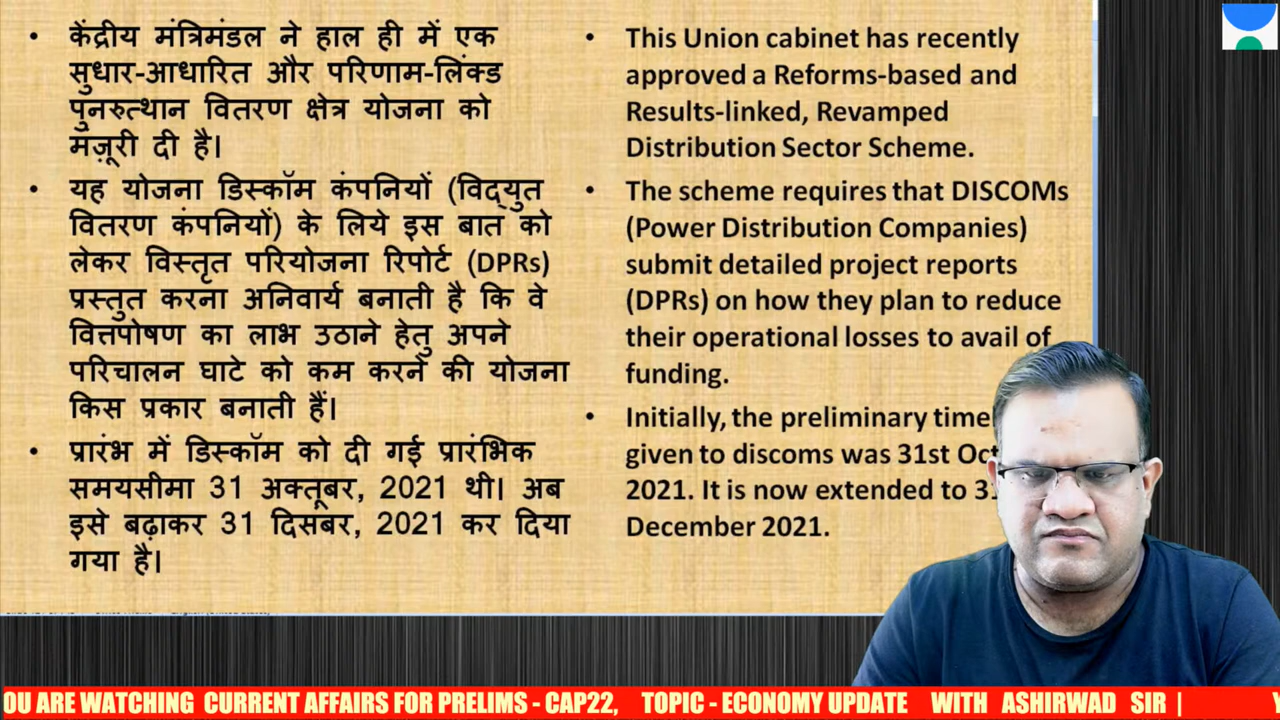 केंद्रीय मंत्रिमंडल ने हाल ही में एक
सुधार-आधारित और परिणाम-लिंक्ड
पुनरुत्थान वितरण क्षेत्र योजना को
मंज़ूरी दी है।
यह योजना डिस्कॉम कंपनियों (विद्युत
वितरण कंपनियों) के लिये इस बात को
लेकर विस्तृत परियोजना रिपोर्ट (DPRs)
प्रस्तुत करना अनिवार्य बनाती है कि वे
वित्तपोषण का लाभ उठाने हेतु अपने
परिचालन घाटे को कम करने की योजना
किस प्रकार बनाती हैं।
प्रारंभ में डिस्कॉम को दी गई प्रारंभिक
समयसीमा 31 अक्तूबर, 2021 थी। अब
इसे बढ़ाकर 31 दिसंबर, 2021 कर दिया
गया है।
This Union cabinet has recently
approved a Reforms-based and
Results-linked, Revamped
Distribution Sector Scheme.
The scheme requires that DISCOMs
(Power Distribution Companies)
submit detailed project reports
(DPRs) on how they plan to reduce
their operational losses to avail of
funding.
Initially, the preliminary
given to discoms was 31st
2021. It is now extended to
December 2021.
OU ARE WATCHING CURRENT AFFAIRS FOR PRELIMS - CAP22, TOPIC - ECONOMY UPDATE WITH ASHIRWAD SIR | Y